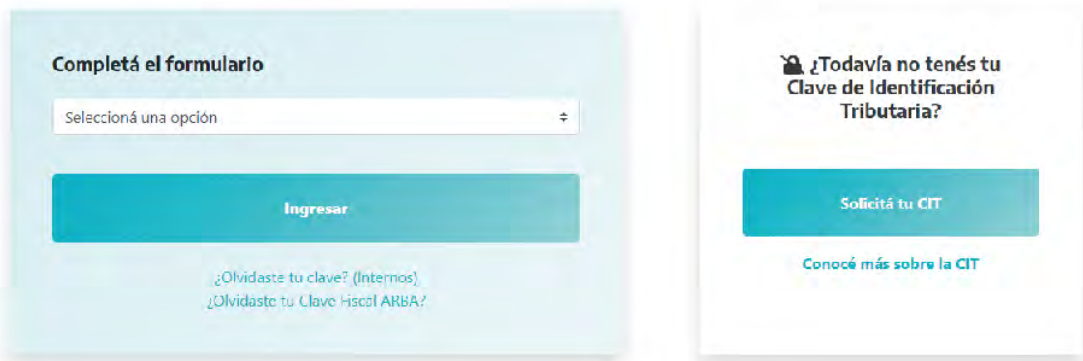 Completá el formulario
Seleccioná una opción
Ingresar
¿Olvidaste tu clave? (Internos)
¿Olvidaste tu Clave Fiscal ARBA?
¿Todavía no tenés tu
Clave de Identificación
Tributaria?
Solicitá tu CIT
Conocé más sobre la CIT